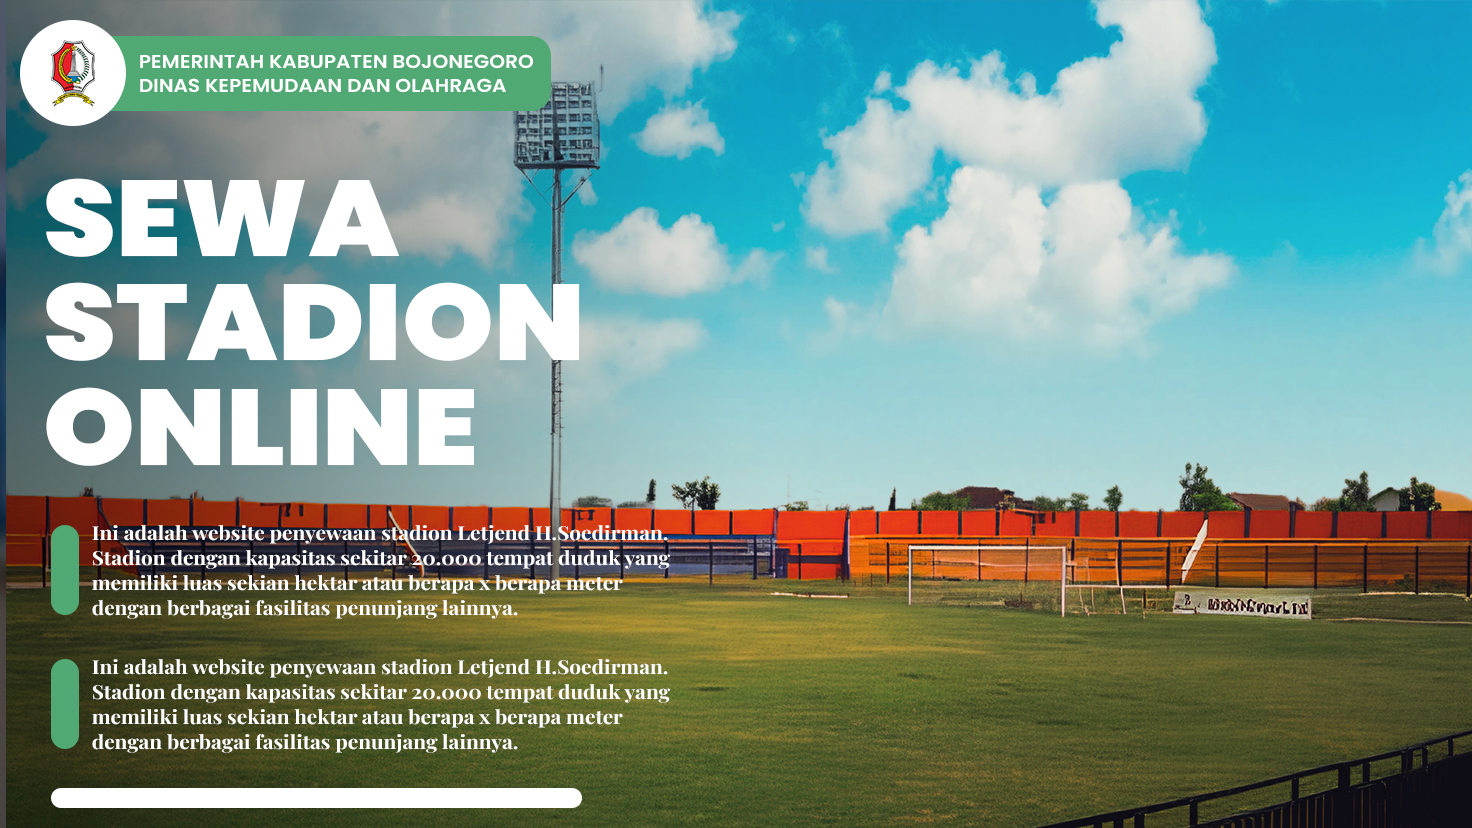 PEMERINTAH KABUPATEN BOJONEGORO
DINAS KEPEMUDAAN DAN OLAHRAGA
SEWA
STADION
ONLINE
Ini adalah website penyewaan stadion Letjend H.Soedirman.
Stadion dengan kapasitas sekitar 20.000 tempat duduk yang
memiliki luas sekian hektar atau berapa x berapa meter
dengan berbagai fasilitas penunjang lainnya.
Ini adalah website penyewaan stadion Letjend H.Soedirman.
Stadion dengan kapasitas sekitar 20.000 tempat duduk yang
memiliki luas sekian hektar atau berapa x berapa meter
dengan berbagai fasilitas penunjang lainnya.